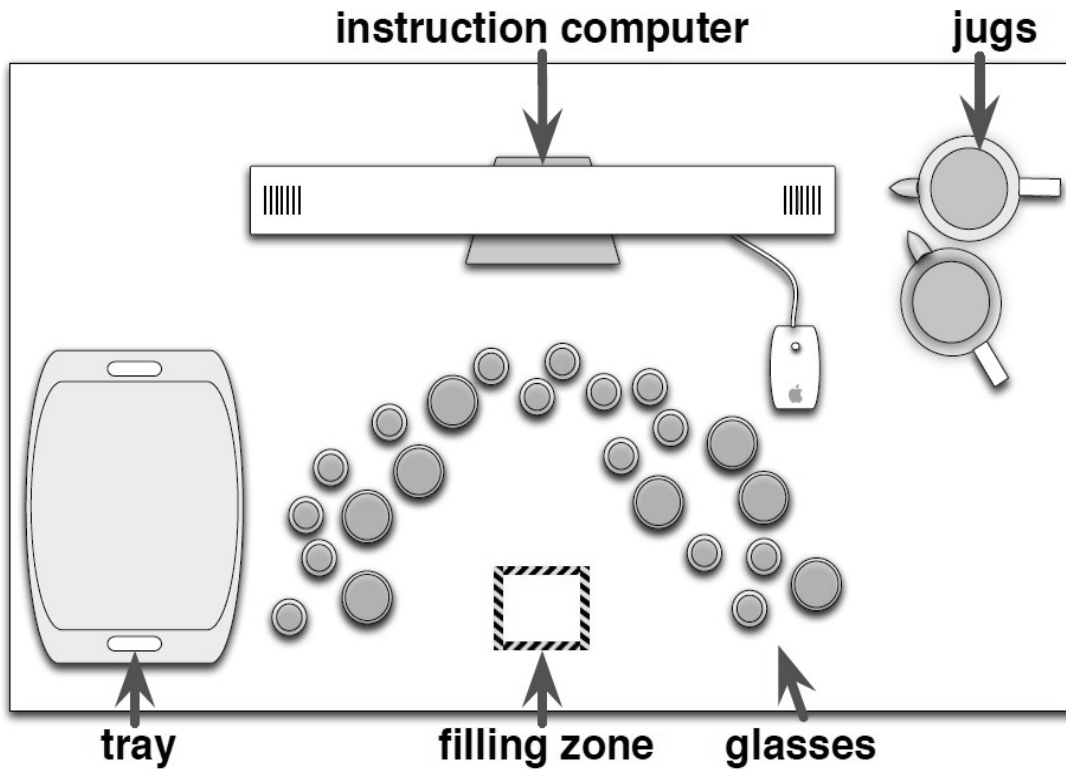 instruction computer
jugs
tray
filling zone
glasses